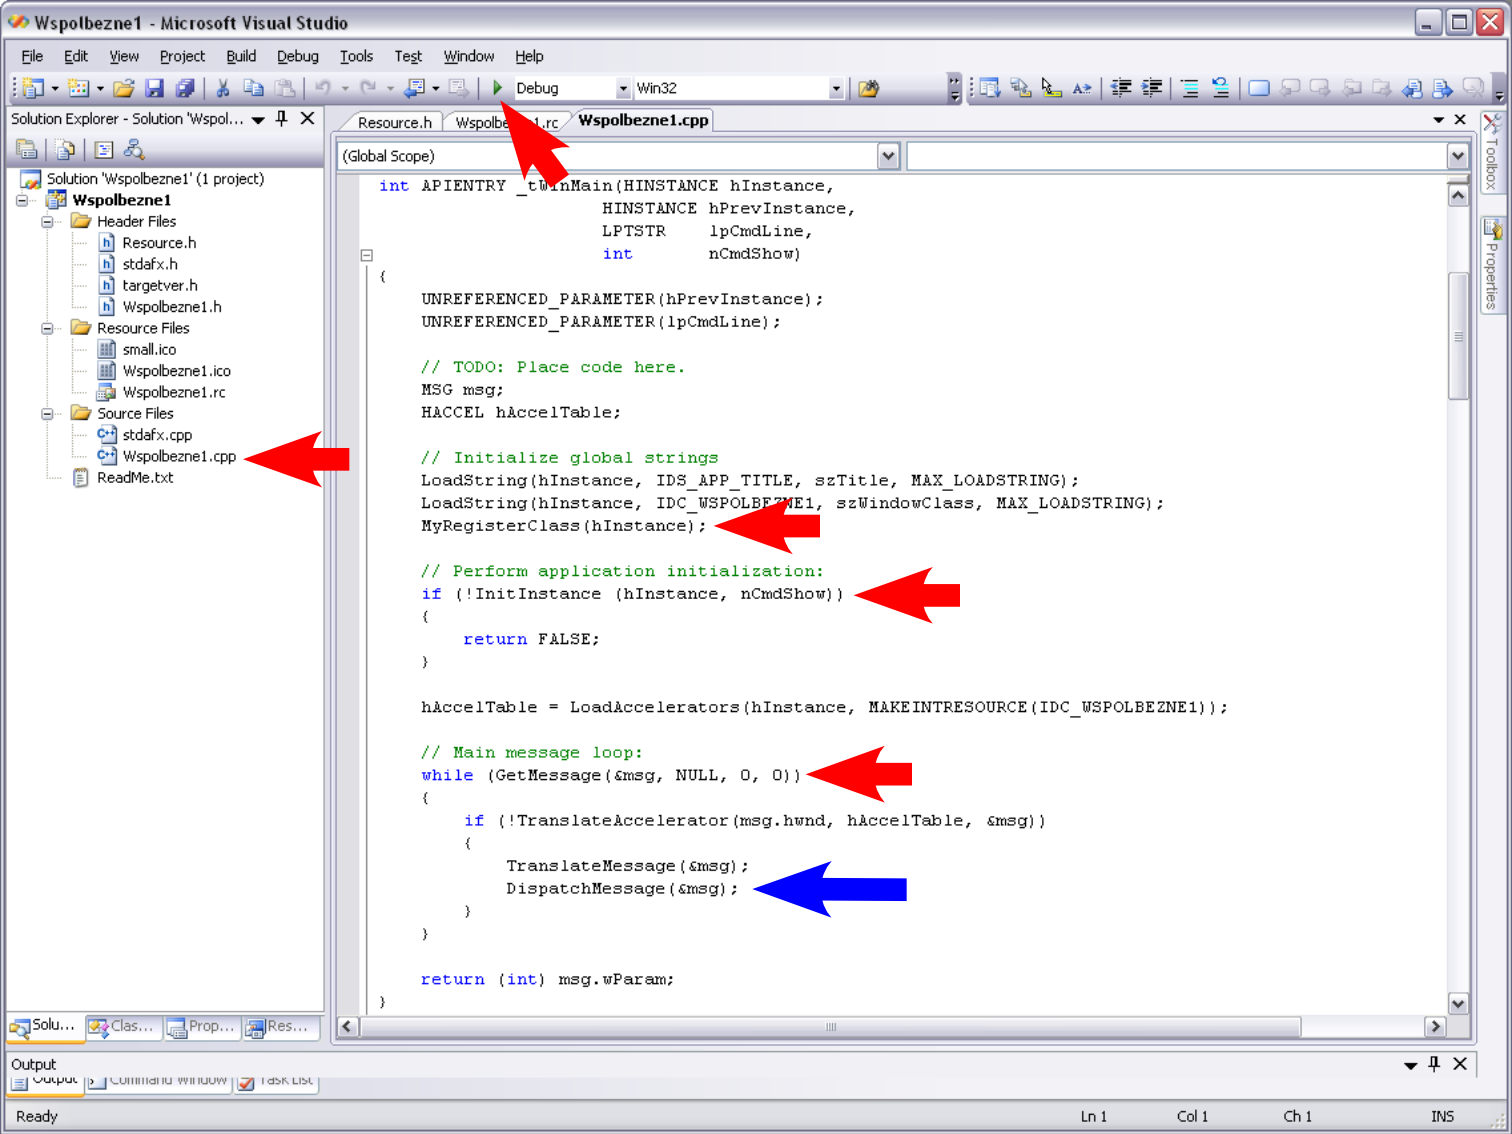 Wspolbezne1 - Microsoft Visual Studio
File Edit View Project Build Debug Tools Test Window Help
Debug Win32
Solution Explorer - Solution 'Wspol...
Resource.h Wspolbezne1.rc Wspolbezne1.cpp
(Global Scope)
Toolbox
Properties
Solution 'Wspolbezne1' (1 project)
Wspolbezne1
Header Files
Resource.h
stdafx.h
targetver.h
Wspolbezne1.h
Resource Files
small.ico
Wspolbezne1.ico
Wspolbezne1.rc
Source Files
stdafx.cpp
Wspolbezne1.cpp
ReadMe.txt
int APIENTRY _tWinMain(HINSTANCE hInstance,
HINSTANCE hPrevInstance,
LPTSTR lpCmdLine,
int nCmdShow)
{
UNREFERENCED_PARAMETER(hPrevInstance);
UNREFERENCED_PARAMETER(lpCmdLine);
// TODO: Place code here.
MSG msg;
HACCEL hAccelTable;
// Initialize global strings
LoadString(hInstance, IDS_APP_TITLE, szTitle, MAX_LOADSTRING);
LoadString(hInstance, IDC_WSPOLBEZNE1, szWindowClass, MAX_LOADSTRING);
MyRegisterClass(hInstance);
// Perform application initialization:
if (!InitInstance (hInstance, nCmdShow))
{
return FALSE;
}
hAccelTable = LoadAccelerators(hInstance, MAKEINTRESOURCE(IDC_WSPOLBEZNE1));
// Main message loop:
while (GetMessage(&msg, NULL, 0, 0))
{
if (!TranslateAccelerator(msg.hwnd, hAccelTable, &msg))
{
TranslateMessage(&msg);
DispatchMessage(&msg);
}
}
return (int) msg.wParam;
}
Solu... Clas... Prop... Res...
Output
Output Command Window Task List
Ready Ln 1 Col 1 Ch 1 INS